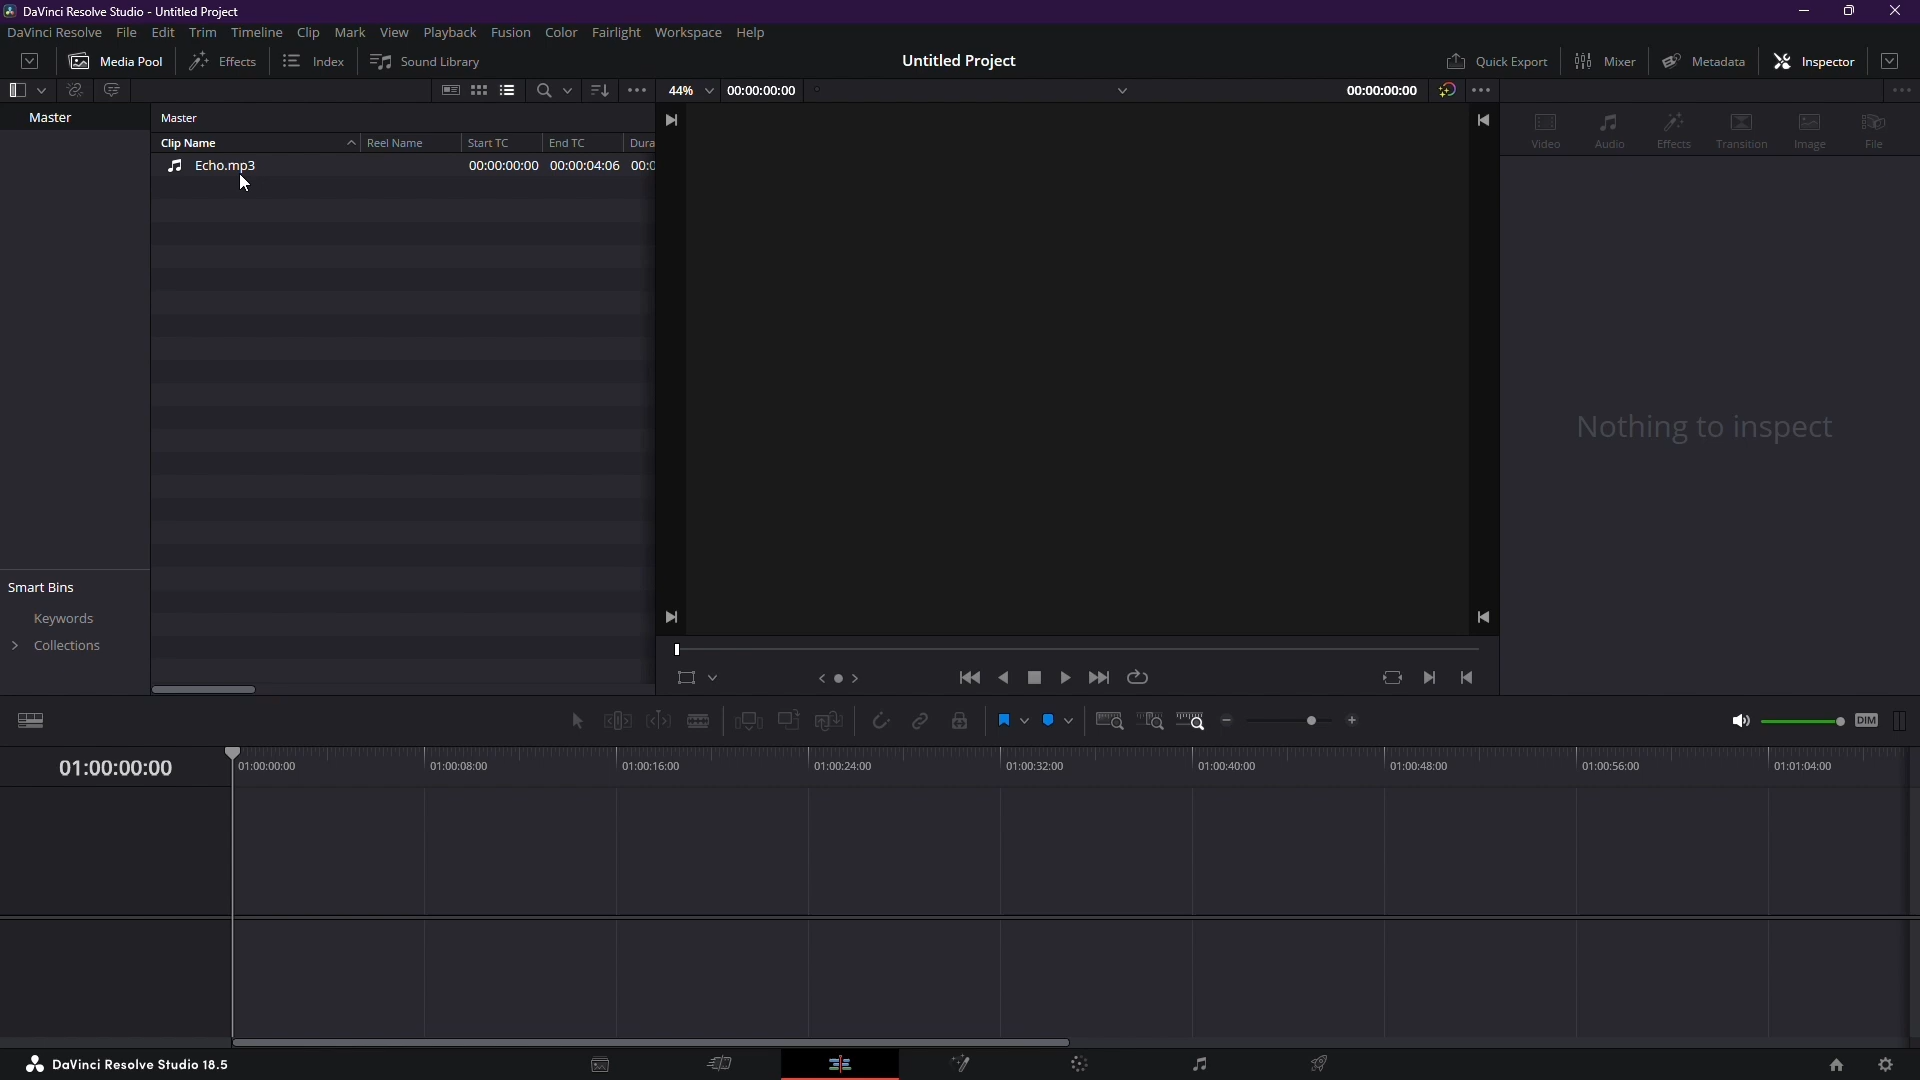 DaVinci Resolve Studio - Untitled Project
DaVinci Resolve File Edit Trim Timeline Clip Mark View Playback Fusion Color Fairlight Workspace Help
Media Pool Effects Index Sound Library Untitled Project Quick Export Mixer Metadata Inspector
44% 00:00:00:00 00:00:00:00
Master Master
Clip Name Reel Name Start TC End TC Dura
Video Audio Effects Transition Image File
Echo.mp3 00:00:00:00 00:00:04:06 00:0
Nothing to inspect
Smart Bins
Keywords
Collections
DIM
01:00:00:00 01:00:00:00 01:00:08:00 01:00:16:00 01:00:24:00 01:00:32:00 01:00:40:00 01:00:48:00 01:00:56:00 01:01:04:00
DaVinci Resolve Studio 18.5